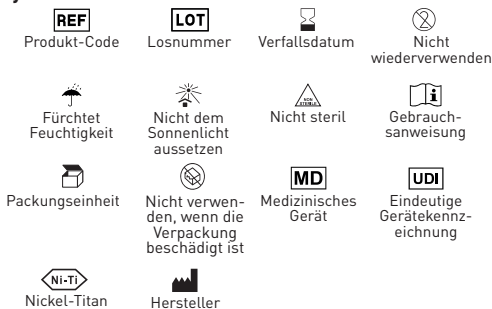 REF
LOT
2
Produkt-Code
Losnummer
Verfallsdatum
Nicht
wiederverwenden
NON
STERILE
i
Fürchtet
Feuchtigkeit
Nicht dem
Sonnenlicht
aussetzen
Nicht steril
Gebrauch-
sanweisung
MD
UDI
Packungseinheit
Nicht verwen-
den, wenn die
Verpackung
beschädigt ist
Medizinisches
Gerät
Eindeutige
Gerätekennz-
eichnung
Ni-Ti
Nickel-Titan
Hersteller